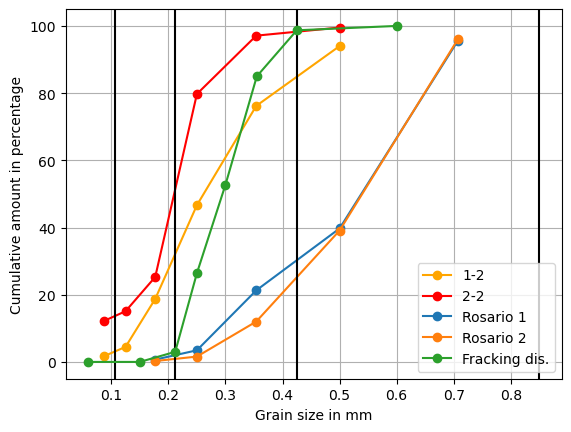 100
80
60
40
20
0
Cumulative amount in percentage
0.1 0.2 0.3 0.4 0.5 0.6 0.7 0.8
Grain size in mm
1-2
2-2
Rosario 1
Rosario 2
Fracking dis.